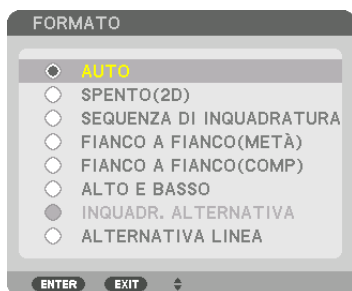 FORMATO
AUTO
SPENTO(2D)
SEQUENZA DI INQUADRATURA
FIANCO A FIANCO(METÀ)
FIANCO A FIANCO(COMP)
ALTO E BASSO
INQUADR. ALTERNATIVA
ALTERNATIVA LINEA
ENTER EXIT